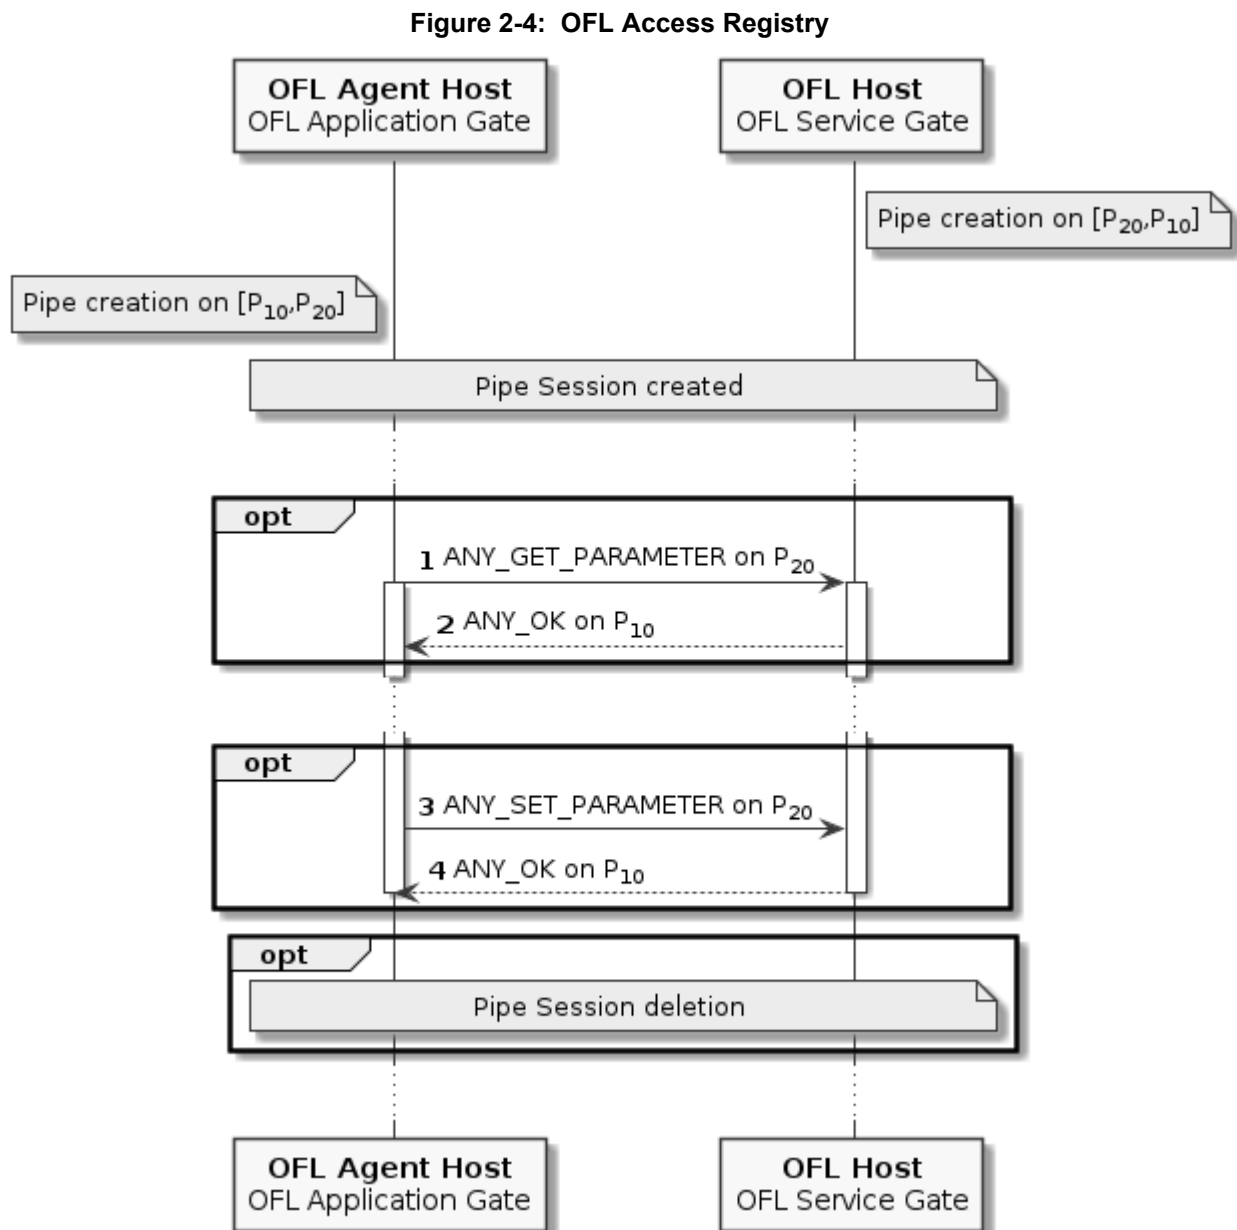 Figure 2-4:  OFL Access Registry
OFL Agent Host
OFL Application Gate
OFL Host
OFL Service Gate
Pipe creation on [P20,P10]
Pipe creation on [P10,P20]
Pipe Session created
opt
1 ANY_GET_PARAMETER on P20
2 ANY_OK on P10
opt
3 ANY_SET_PARAMETER on P20
4 ANY_OK on P10
opt
Pipe Session deletion
OFL Agent Host
OFL Application Gate
OFL Host
OFL Service Gate